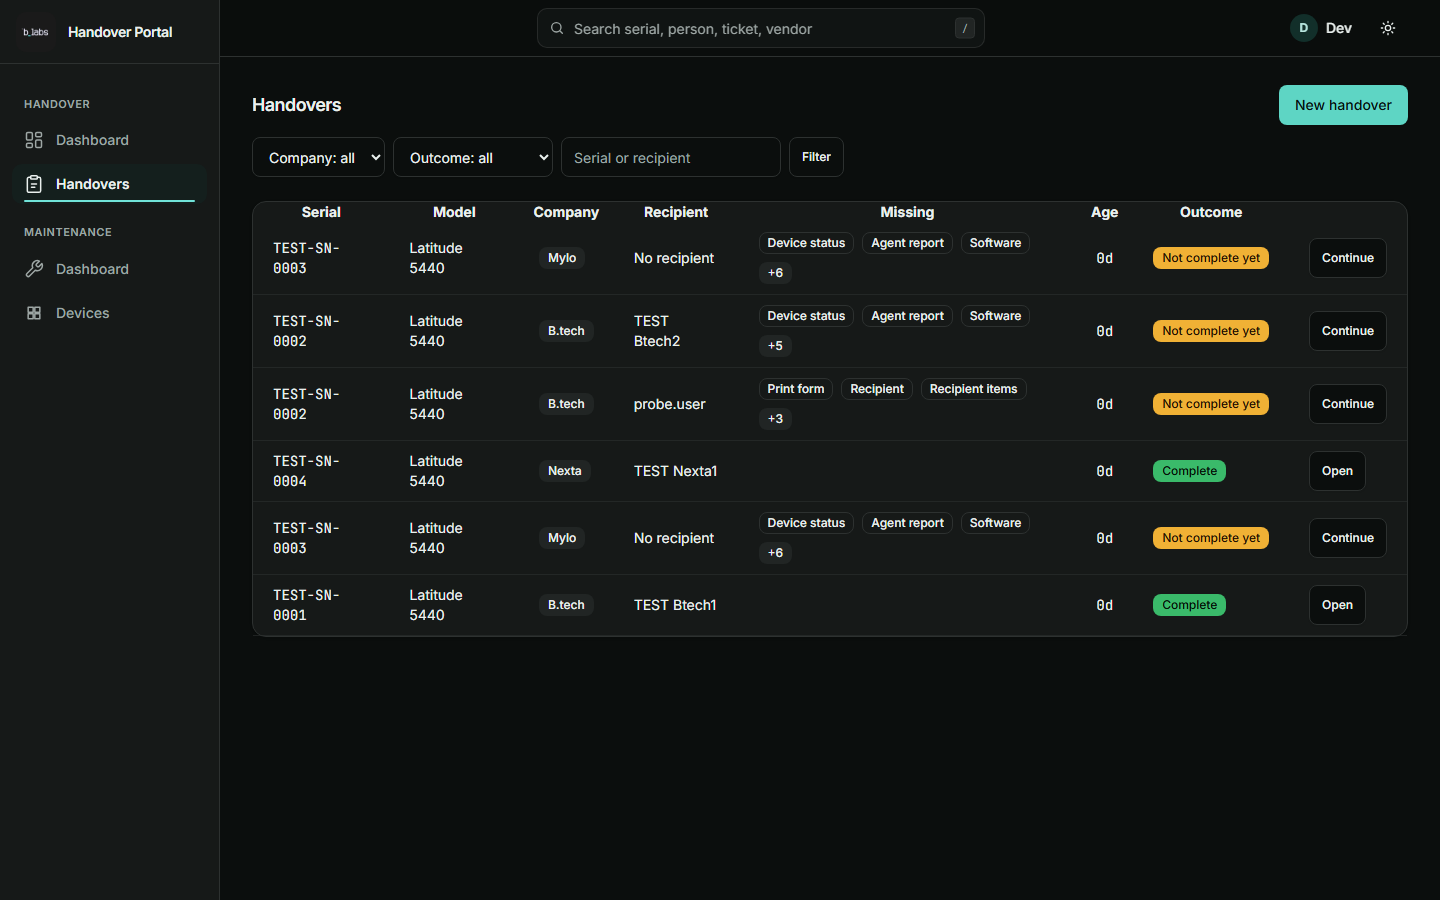 b_labs Handover Portal
Search serial, person, ticket, vendor /
D Dev
HANDOVER
Dashboard
Handovers
MAINTENANCE
Dashboard
Devices
Handovers
New handover
Company: all
Outcome: all
Serial or recipient
Filter
Serial Model Company Recipient Missing Age Outcome
TEST-SN-
0003
Latitude
5440
Mylo
No recipient
Device status Agent report Software
+6
0d
Not complete yet
Continue
TEST-SN-
0002
Latitude
5440
B.tech
TEST
Btech2
Device status Agent report Software
+5
0d
Not complete yet
Continue
TEST-SN-
0002
Latitude
5440
B.tech
probe.user
Print form Recipient Recipient items
+3
0d
Not complete yet
Continue
TEST-SN-
0004
Latitude
5440
Nexta
TEST Nexta1
0d
Complete
Open
TEST-SN-
0003
Latitude
5440
Mylo
No recipient
Device status Agent report Software
+6
0d
Not complete yet
Continue
TEST-SN-
0001
Latitude
5440
B.tech
TEST Btech1
0d
Complete
Open